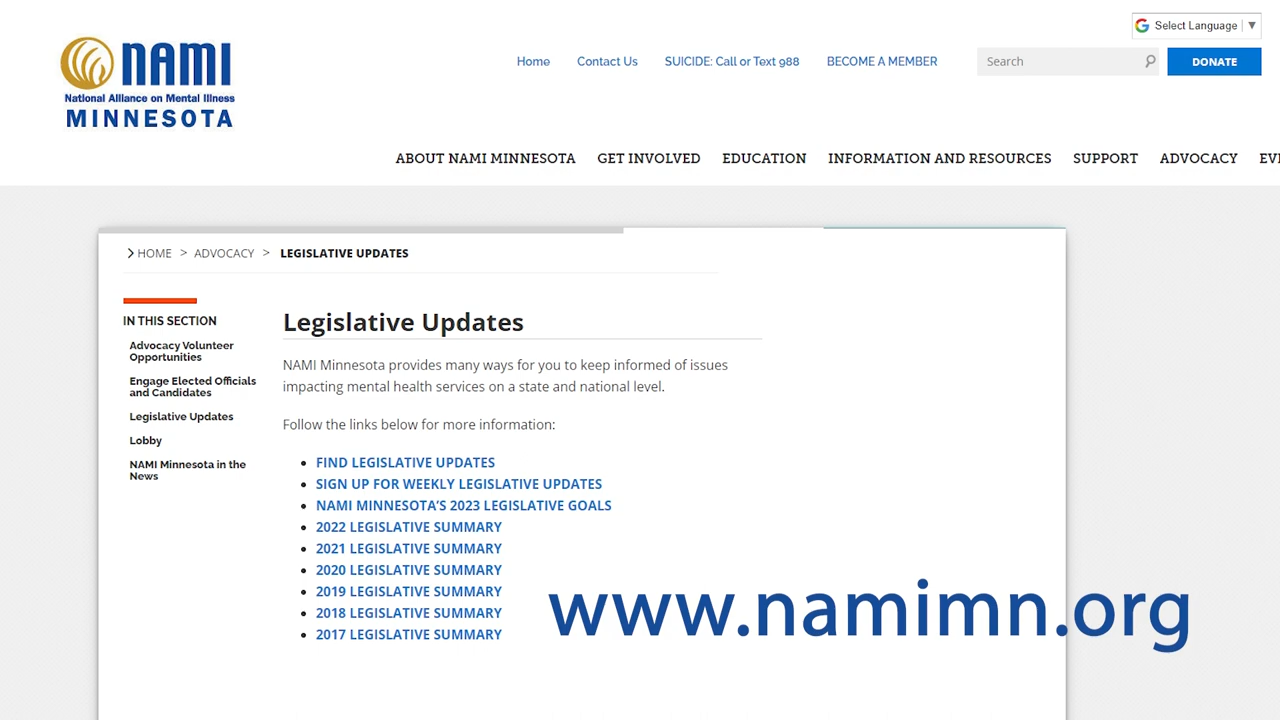 Select Language
NAMI
National Alliance on Mental Illness
MINNESOTA
Home
Contact Us
SUICIDE: Call or Text 988
BECOME A MEMBER
Search
DONATE
ABOUT NAMI MINNESOTA
GET INVOLVED
EDUCATION
INFORMATION AND RESOURCES
SUPPORT
ADVOCACY
EV
HOME > ADVOCACY > LEGISLATIVE UPDATES
IN THIS SECTION
Advocacy Volunteer
Opportunities
Engage Elected Officials
and Candidates
Legislative Updates
Lobby
NAMI Minnesota in the
News
Legislative Updates
NAMI Minnesota provides many ways for you to keep informed of issues
impacting mental health services on a state and national level.
Follow the links below for more information:
FIND LEGISLATIVE UPDATES
SIGN UP FOR WEEKLY LEGISLATIVE UPDATES
NAMI MINNESOTA’S 2023 LEGISLATIVE GOALS
2022 LEGISLATIVE SUMMARY
2021 LEGISLATIVE SUMMARY
2020 LEGISLATIVE SUMMARY
2019 LEGISLATIVE SUMMARY
2018 LEGISLATIVE SUMMARY
2017 LEGISLATIVE SUMMARY
www.namimn.org